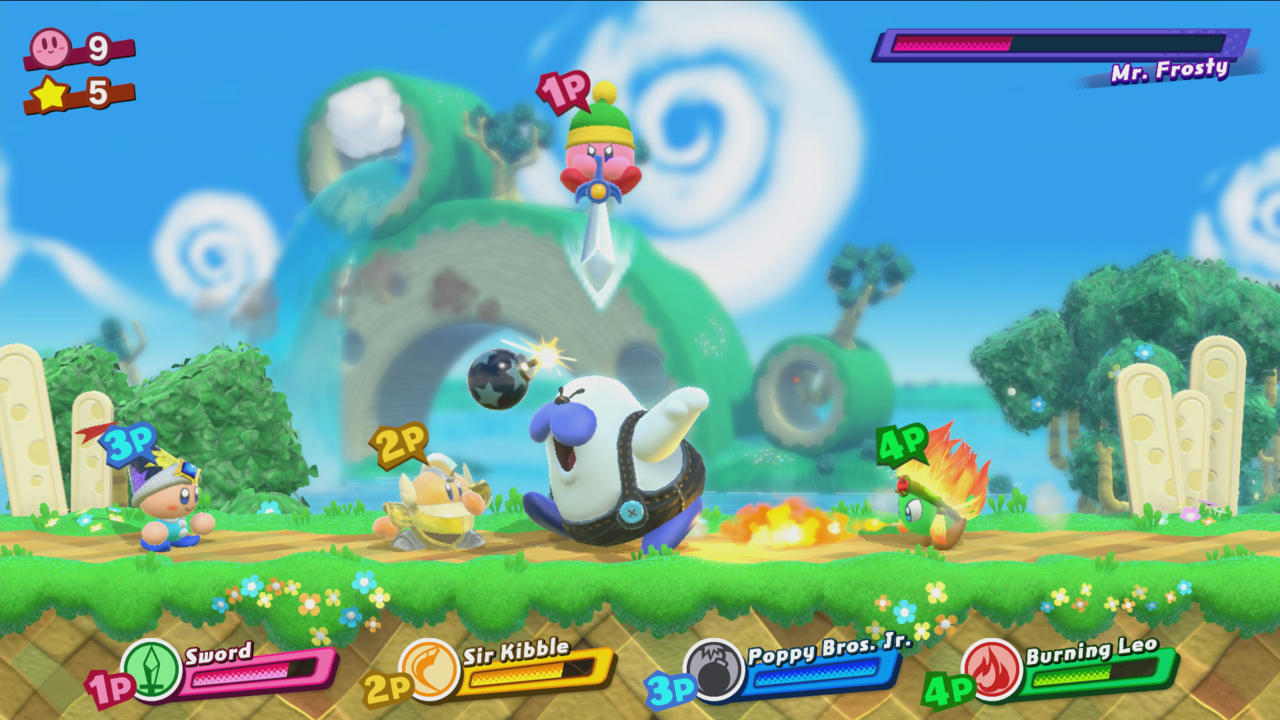 9
5
Mr. Frosty
1P
3P
2P
4P
1P Sword
2P Sir Kibble
3P Poppy Bros. Jr.
4P Burning Leo